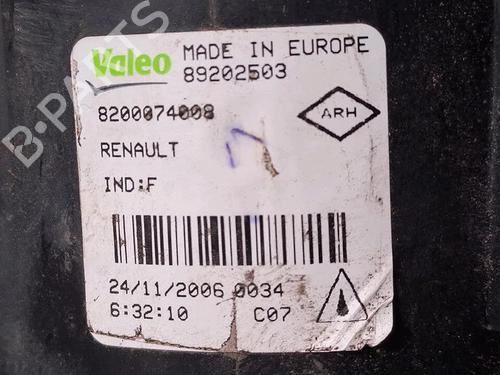 B-PARTS
Valeo
MADE IN EUROPE
89202503
8200074008
ARH
RENAULT
IND:F
24/11/2006 0034
6:32:10 C07